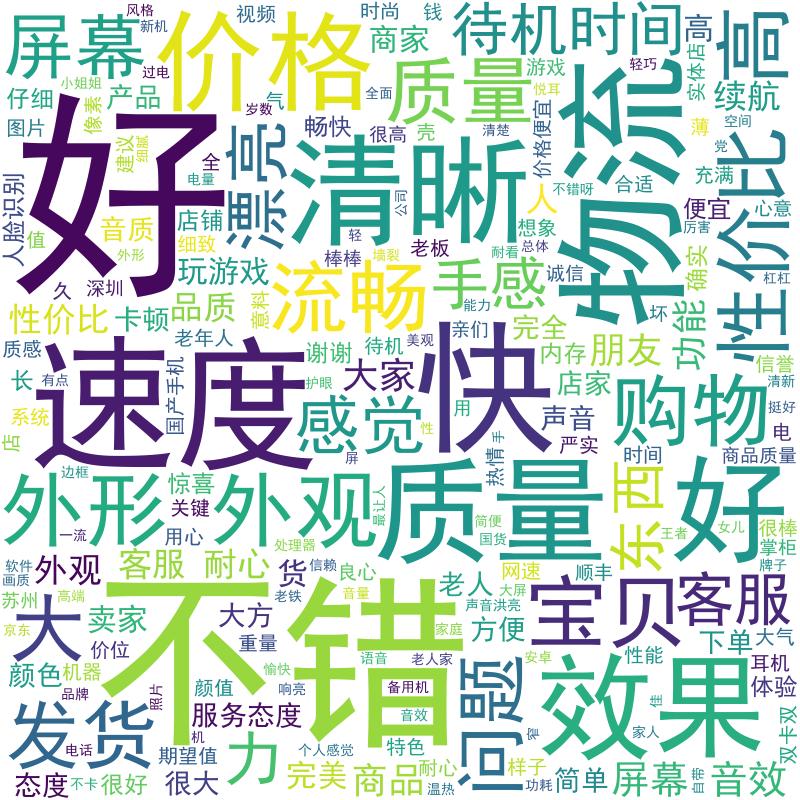 风格
视频
时尚
钱
待机时间
高
高
屏幕
价格
商家
新机
过电
质量
游戏
轻巧
实体店
续航
小姐姐
仔细
产品
像素
岁数
气
全面
悦耳
图片
建议
细腻
漂亮
畅快
很高
壳
清楚
价格便宜
物流
薄
空间
好
全
电量
清晰
党
性价比
不错呀
合适
充满
人脸识别
值
音质
店铺
公司
人
便宜
心意
外形
细致
轻
想象
厉害
棒棒
墙裂
老板
耐看
总体
诚信
确实
杠杠
久
深圳
玩游戏
流畅
手感
意料
能力
坏
品质
性价比
卡顿
老年人
谢谢
待机
美观
亲们
完全
内存
朋友
功能
信誉
质感
速度
快
大家
店家
长
有点
国产手机
护眼
用
清新
系统
感觉
声音
购物
挺好
店
性
热情
手
严实
电
边框
屏
时间
商品质量
外形
惊喜
外观
质量
东西
好
最让人
关键
一流
用心
处理器
简便
国货
王者
女儿
很棒
掌柜
软件
画质
外观
客服
耐心
货
信赖
良心
老人
网速
顺丰
牌子
苏州
高端
不错
老铁
音量
声音洪亮
大屏
宝贝
客服
大
卖家
大方
方便
家庭
京东
价位
重量
下单
大气
颜色
机器
愉快
语音
老人家
安卓
性能
耳机
体验
品牌
照片
颜值
响亮
备用机
问题
效果
佳
发货
服务态度
机
音效
窄
家人
双卡双
电话
期望值
力
个人感觉
特色
态度
不卡
很好
很大
完美
商品
耐心
温热
样子
功耗
简单
屏幕
自带
音效